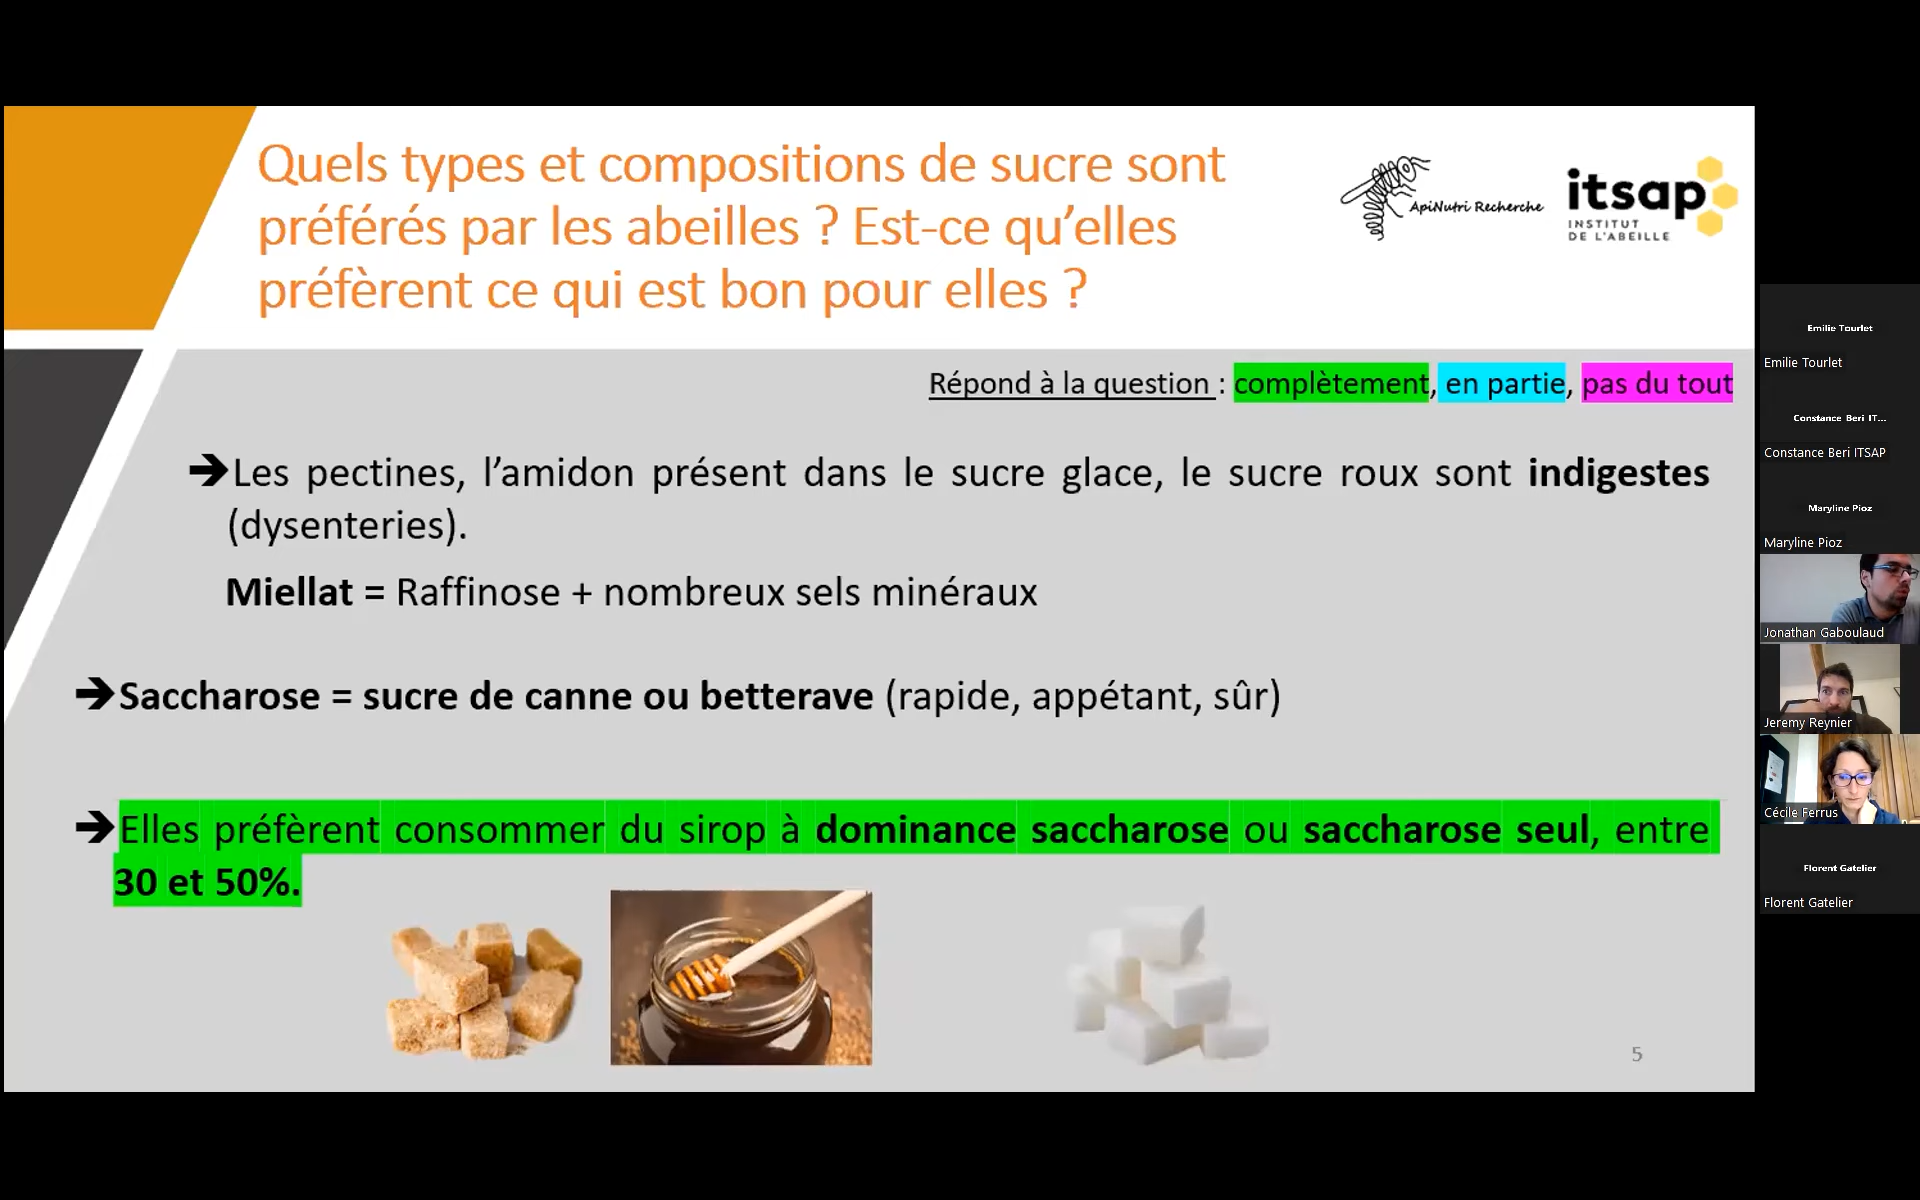 Quels types et compositions de sucre sont
préférés par les abeilles ? Est-ce qu’elles
préfèrent ce qui est bon pour elles ?
ApiNutri Recherche
itsap
INSTITUT
DE L'ABEILLE
Répond à la question : complètement, en partie, pas du tout
➔Les pectines, l’amidon présent dans le sucre glace, le sucre roux sont indigestes
(dysenteries).
Miellat = Raffinose + nombreux sels minéraux
➔Saccharose = sucre de canne ou betterave (rapide, appétant, sûr)
➔Elles préfèrent consommer du sirop à dominance saccharose ou saccharose seul, entre
30 et 50%.
5
Emilie Tourlet
Emilie Tourlet
Constance Beri IT...
Constance Beri ITSAP
Maryline Pioz
Maryline Pioz
Jonathan Gaboulaud
Jeremy Reynier
Cécile Ferrus
Florent Gatelier
Florent Gatelier